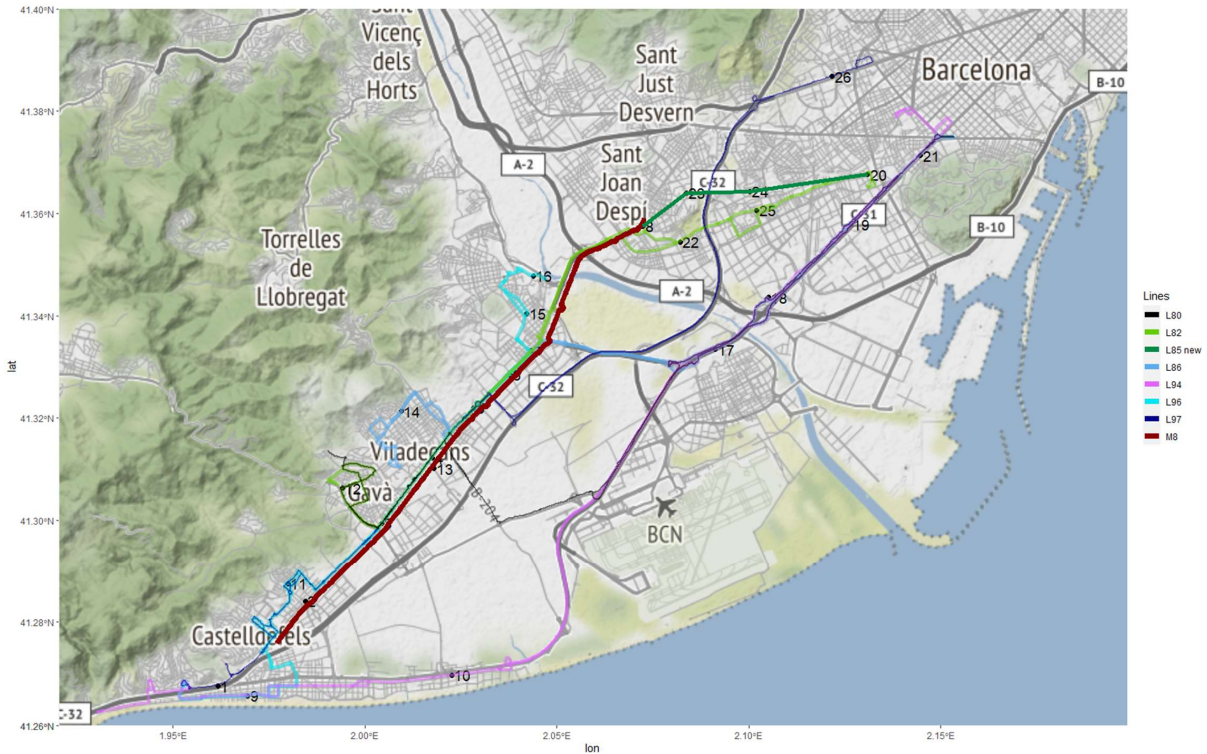 41.40°N
41.38°N
41.36°N
41.34°N
41.32°N
41.30°N
41.28°N
41.26°N
lat
1.95°E
2.00°E
2.05°E
2.10°E
2.15°E
lon
Sant
Vicenç
dels
Horts
Sant
Just
Desvern
Barcelona
B-10
A-2
Sant
Joan
Despí
C-32
C-31
B-10
Torrelles
de
Llobregat
A-2
C-32
Viladecans
Gavà
B-204
BCN
Castelldefels
C-32
26
21
20
24
23
25
19
8
22
16
18
15
17
14
13
12
11
2
10
1
9
Lines
L80
L82
L85 new
L86
L94
L96
L97
M8